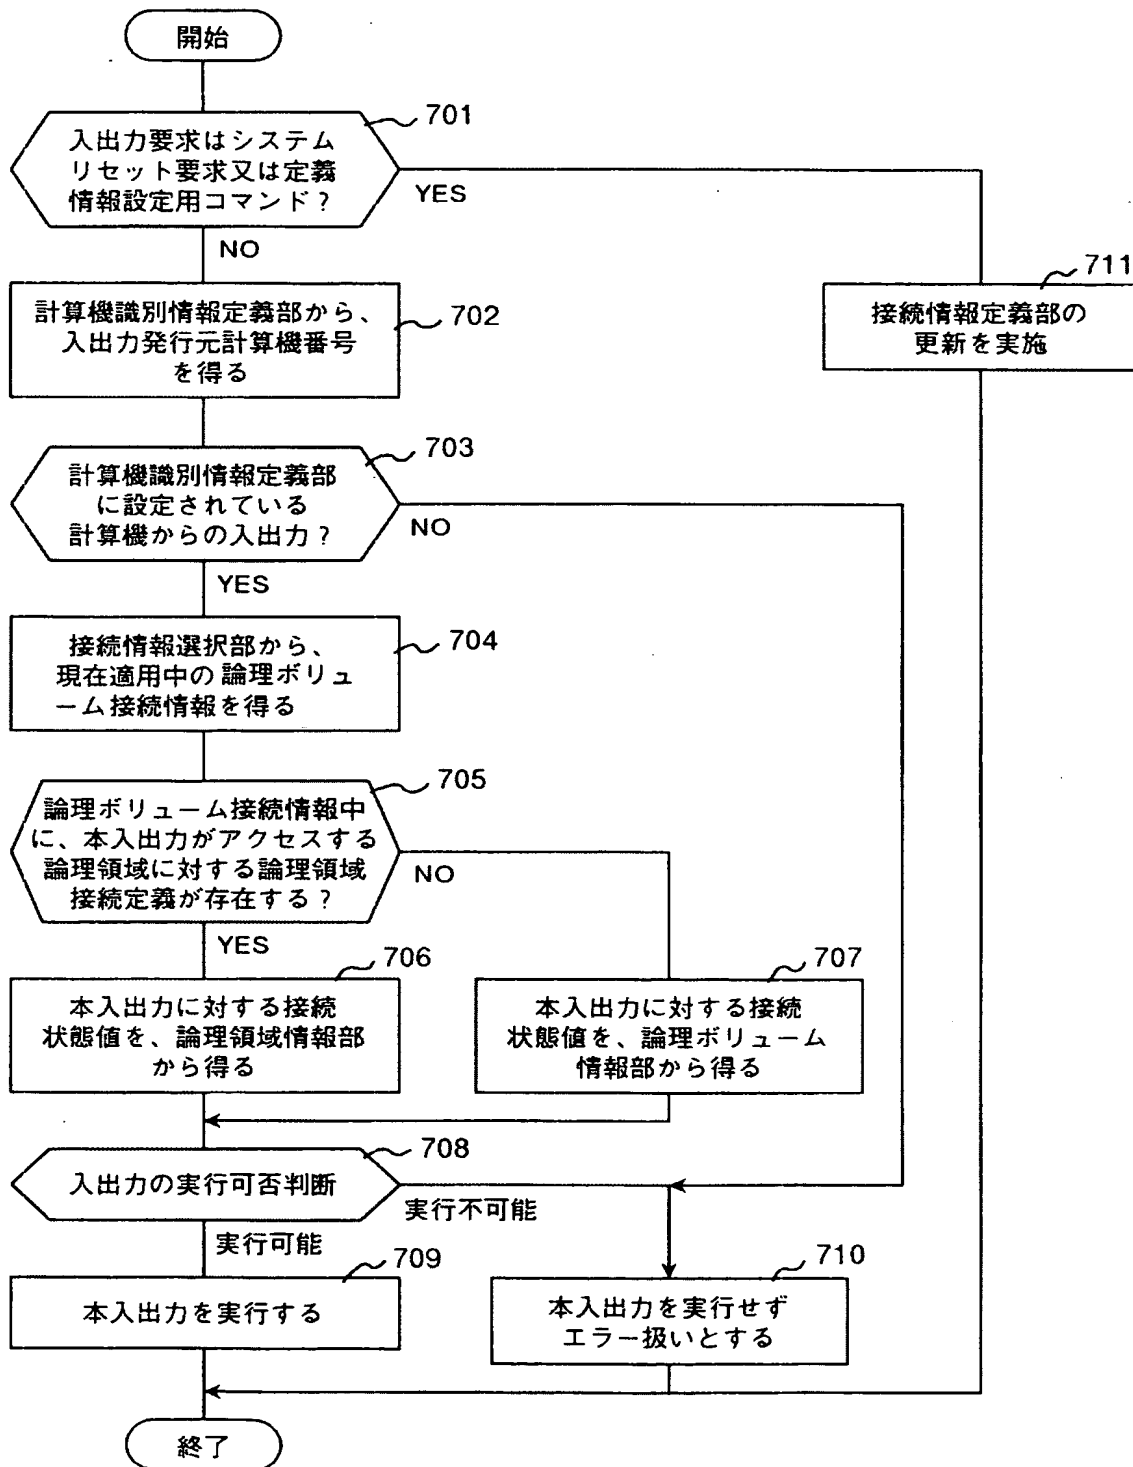 開始
701
入出力要求はシステム
リセット要求又は定義
情報設定用コマンド？
YES
NO
711
接続情報定義部の
更新を実施
計算機識別情報定義部から、
入出力発行元計算機番号
を得る
702
703
計算機識別情報定義部
に設定されている
計算機からの入出力？
NO
YES
接続情報選択部から、
現在適用中の論理ボリュ
ーム接続情報を得る
704
705
論理ボリューム接続情報中
に、本入出力がアクセスする
論理領域に対する論理領域
接続定義が存在する？
NO
YES
706
本入出力に対する接続
状態値を、論理領域情報部
から得る
707
本入出力に対する接続
状態値を、論理ボリューム
情報部から得る
708
入出力の実行可否判断
実行不可能
実行可能
709
本入出力を実行する
710
本入出力を実行せず
エラー扱いとする
終了